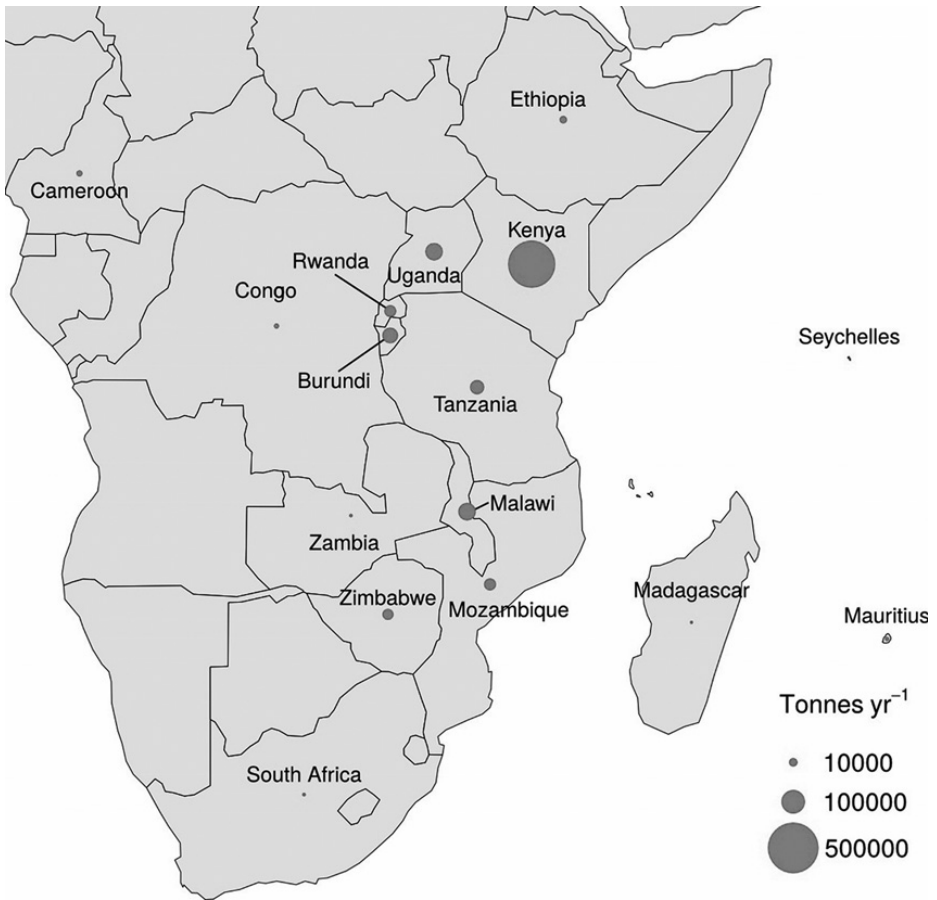 Ethiopia
Cameroon
Kenya
Rwanda
Uganda
Congo
Seychelles
Burundi
Tanzania
Malawi
Zambia
Madagascar
Zimbabwe
Mozambique
Mauritius
South Africa
Tonnes yr⁻¹
10000
100000
500000